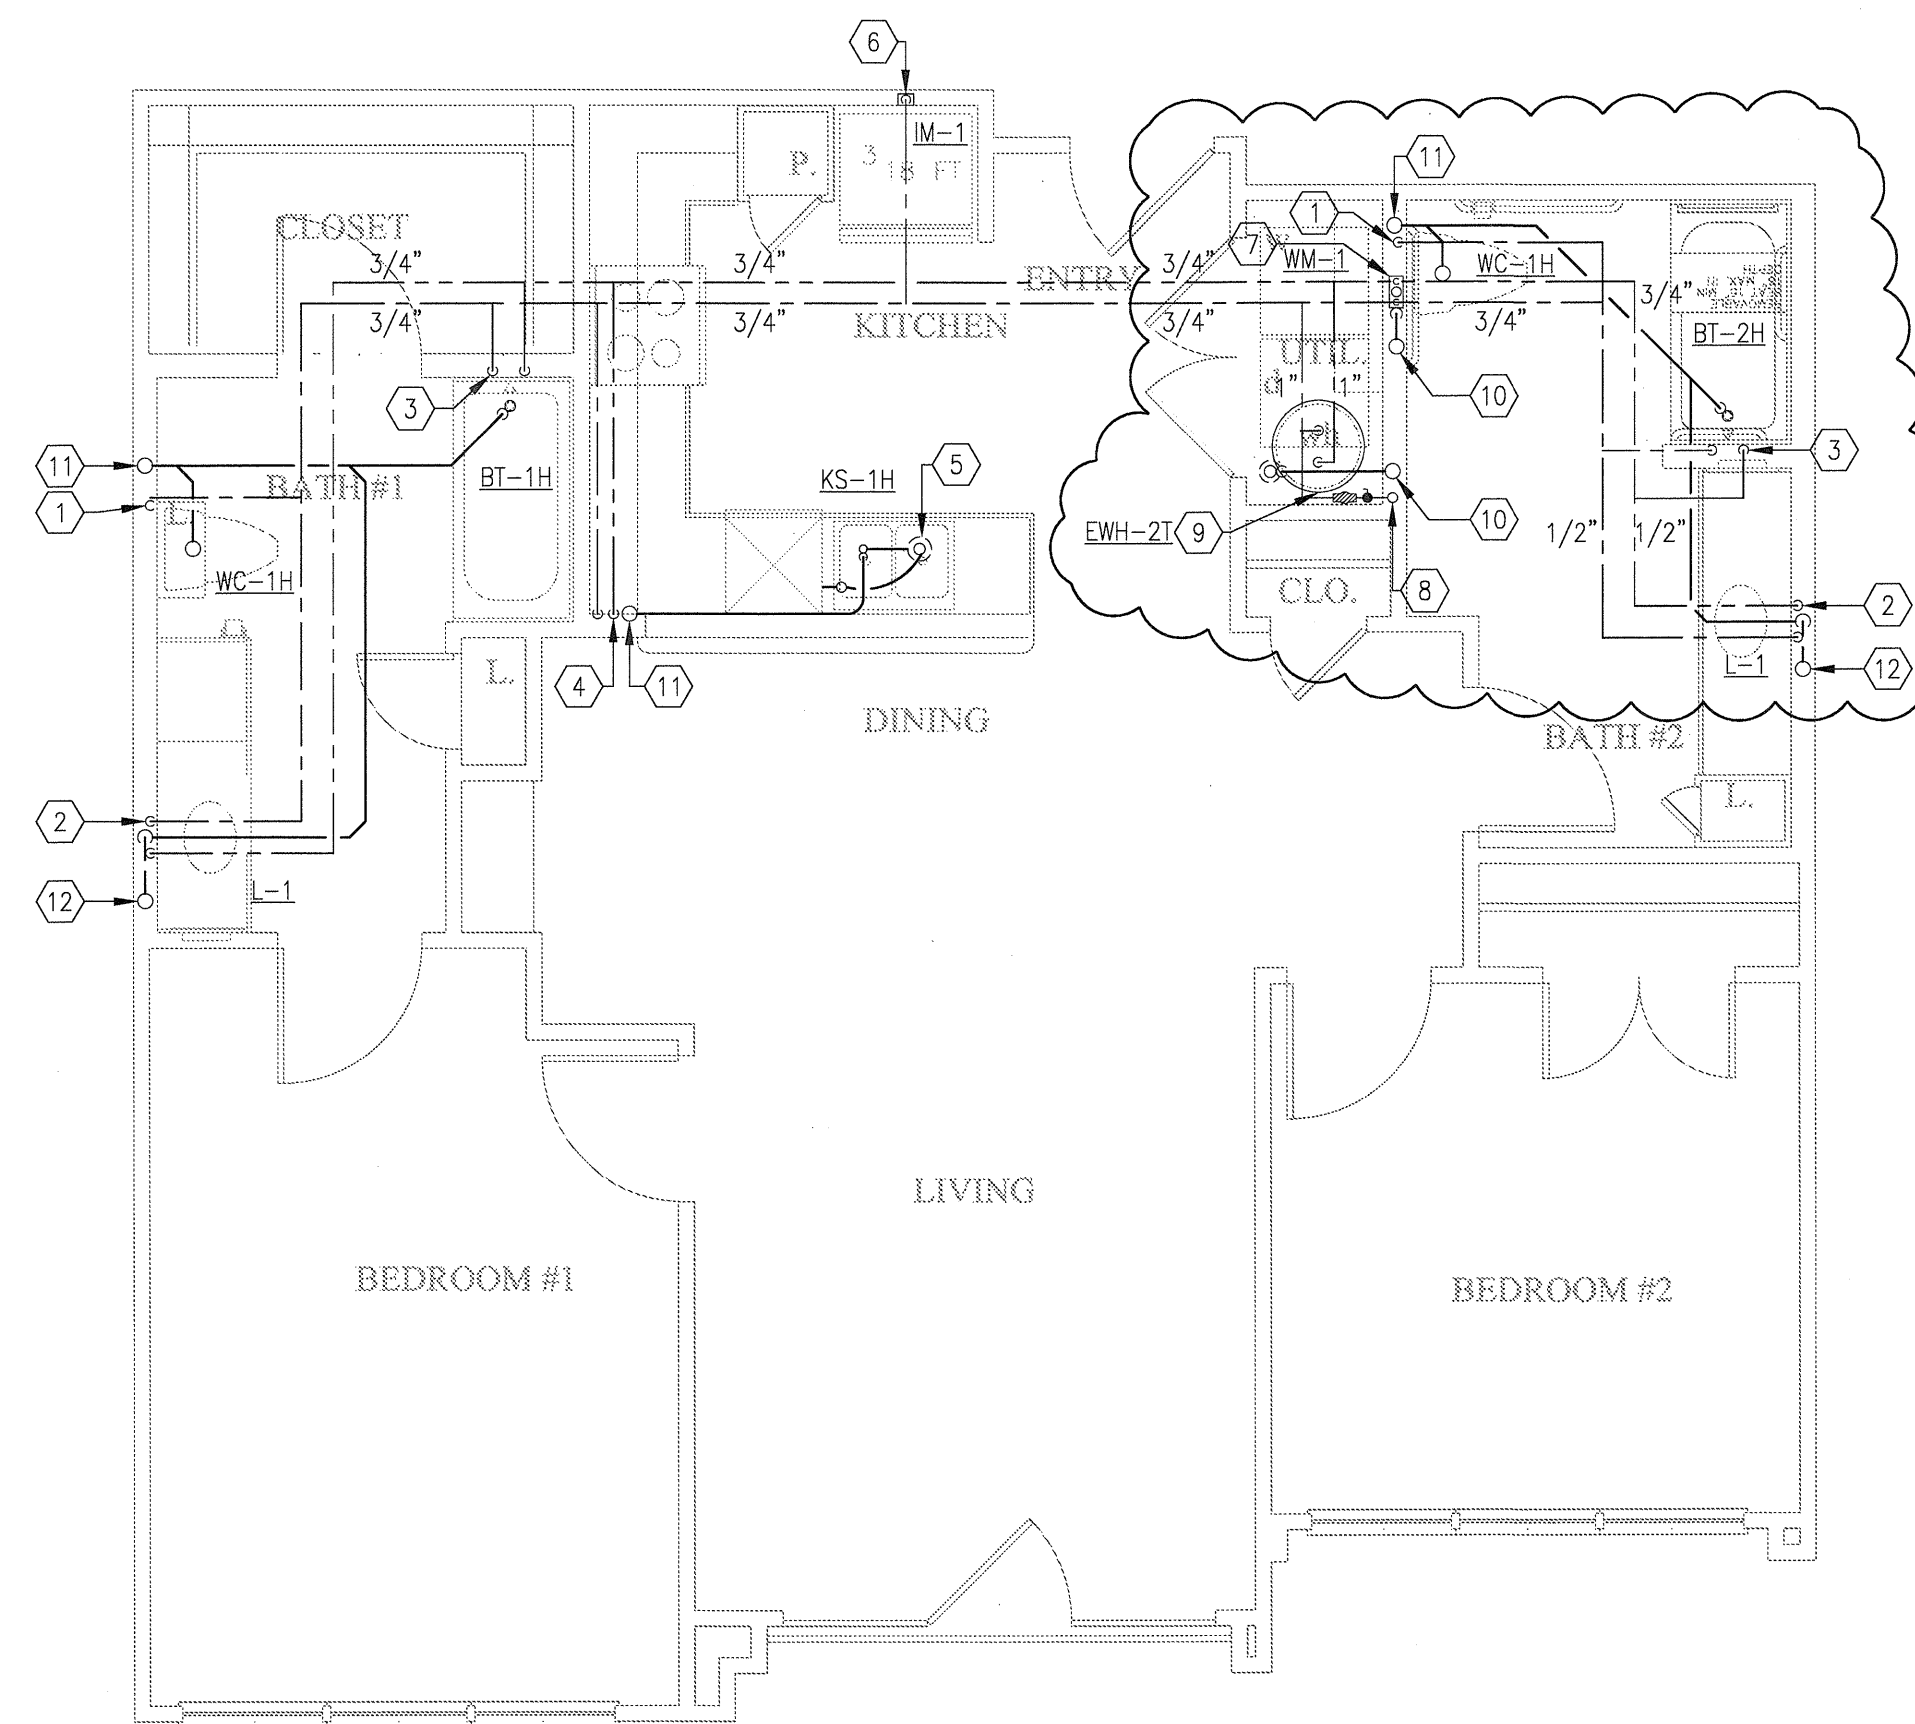 6
IM-1
3
18 FT
P.
11
1
CLOSET
7
WM-1
WC-1H
3/4"
3/4"
3/4"
ENTRY
3/4"
3/4"
3/4"
3/4"
3/4"
KITCHEN
BT-2H
UTIL.
d
1"
1"
3
10
11
BATH #1
BT-1H
KS-1H
5
WH
3
1
L.
EWH-2T
9
10
1/2"
1/2"
WC-1H
CLO.
8
2
L.
4
11
L-1
12
DINING
BATH #2
L.
2
L-1
12
LIVING
BEDROOM #1
BEDROOM #2